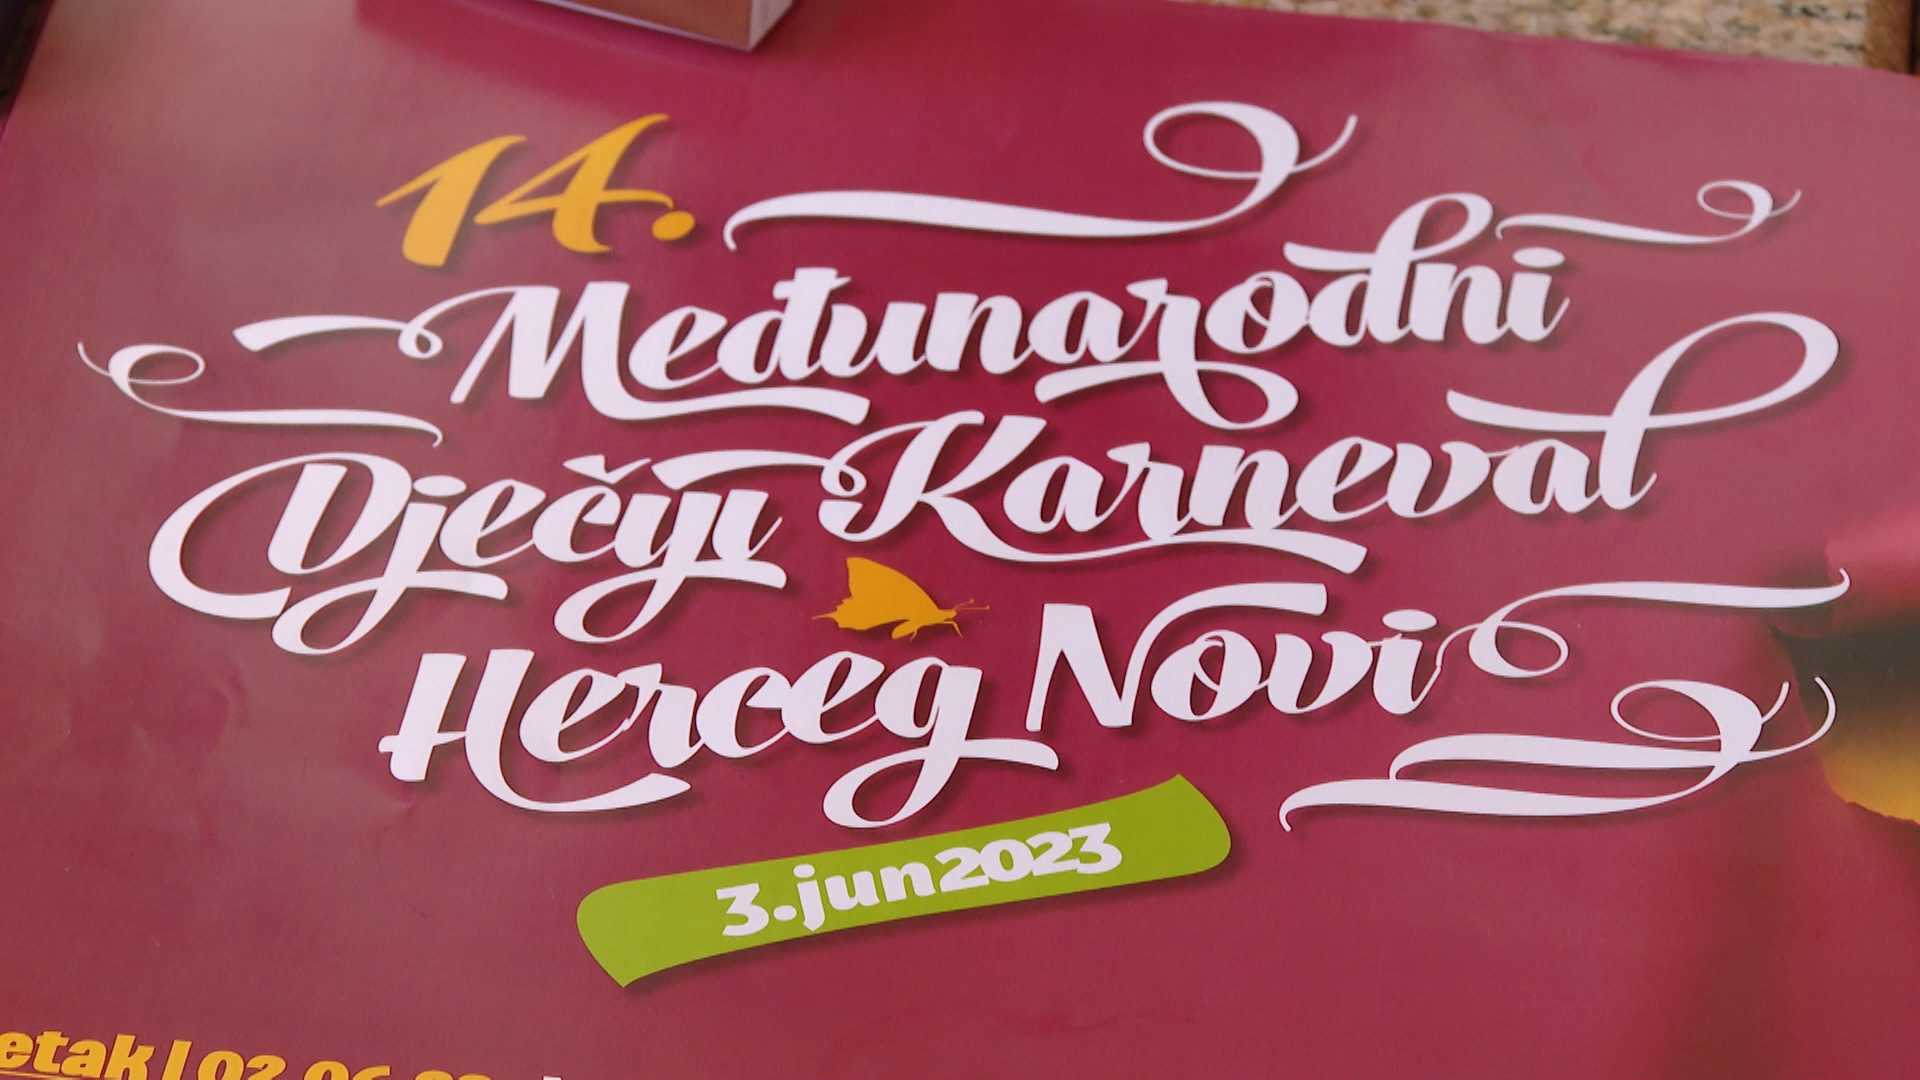 14.
Međunarodni
Dječiji Karneval
Herceg Novi
3.jun2023